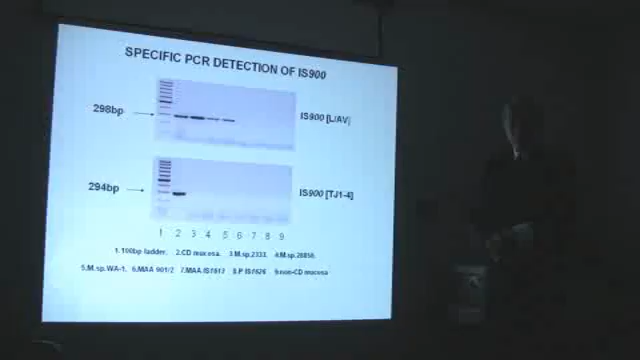 SPECIFIC PCR DETECTION OF IS900
298bp
IS900 [L/AV]
294bp
IS900 [TJ1-4]
1 2 3 4 5 6 7 8 9
1.100bp ladder. 2.CD mucosa. 3.M.sp.2333. 4.M.sp.
5.M.sp.WA-1. 6.MAA 901/2 7.MAA IS1613 8.P IS1626 9.non-CD mucosa